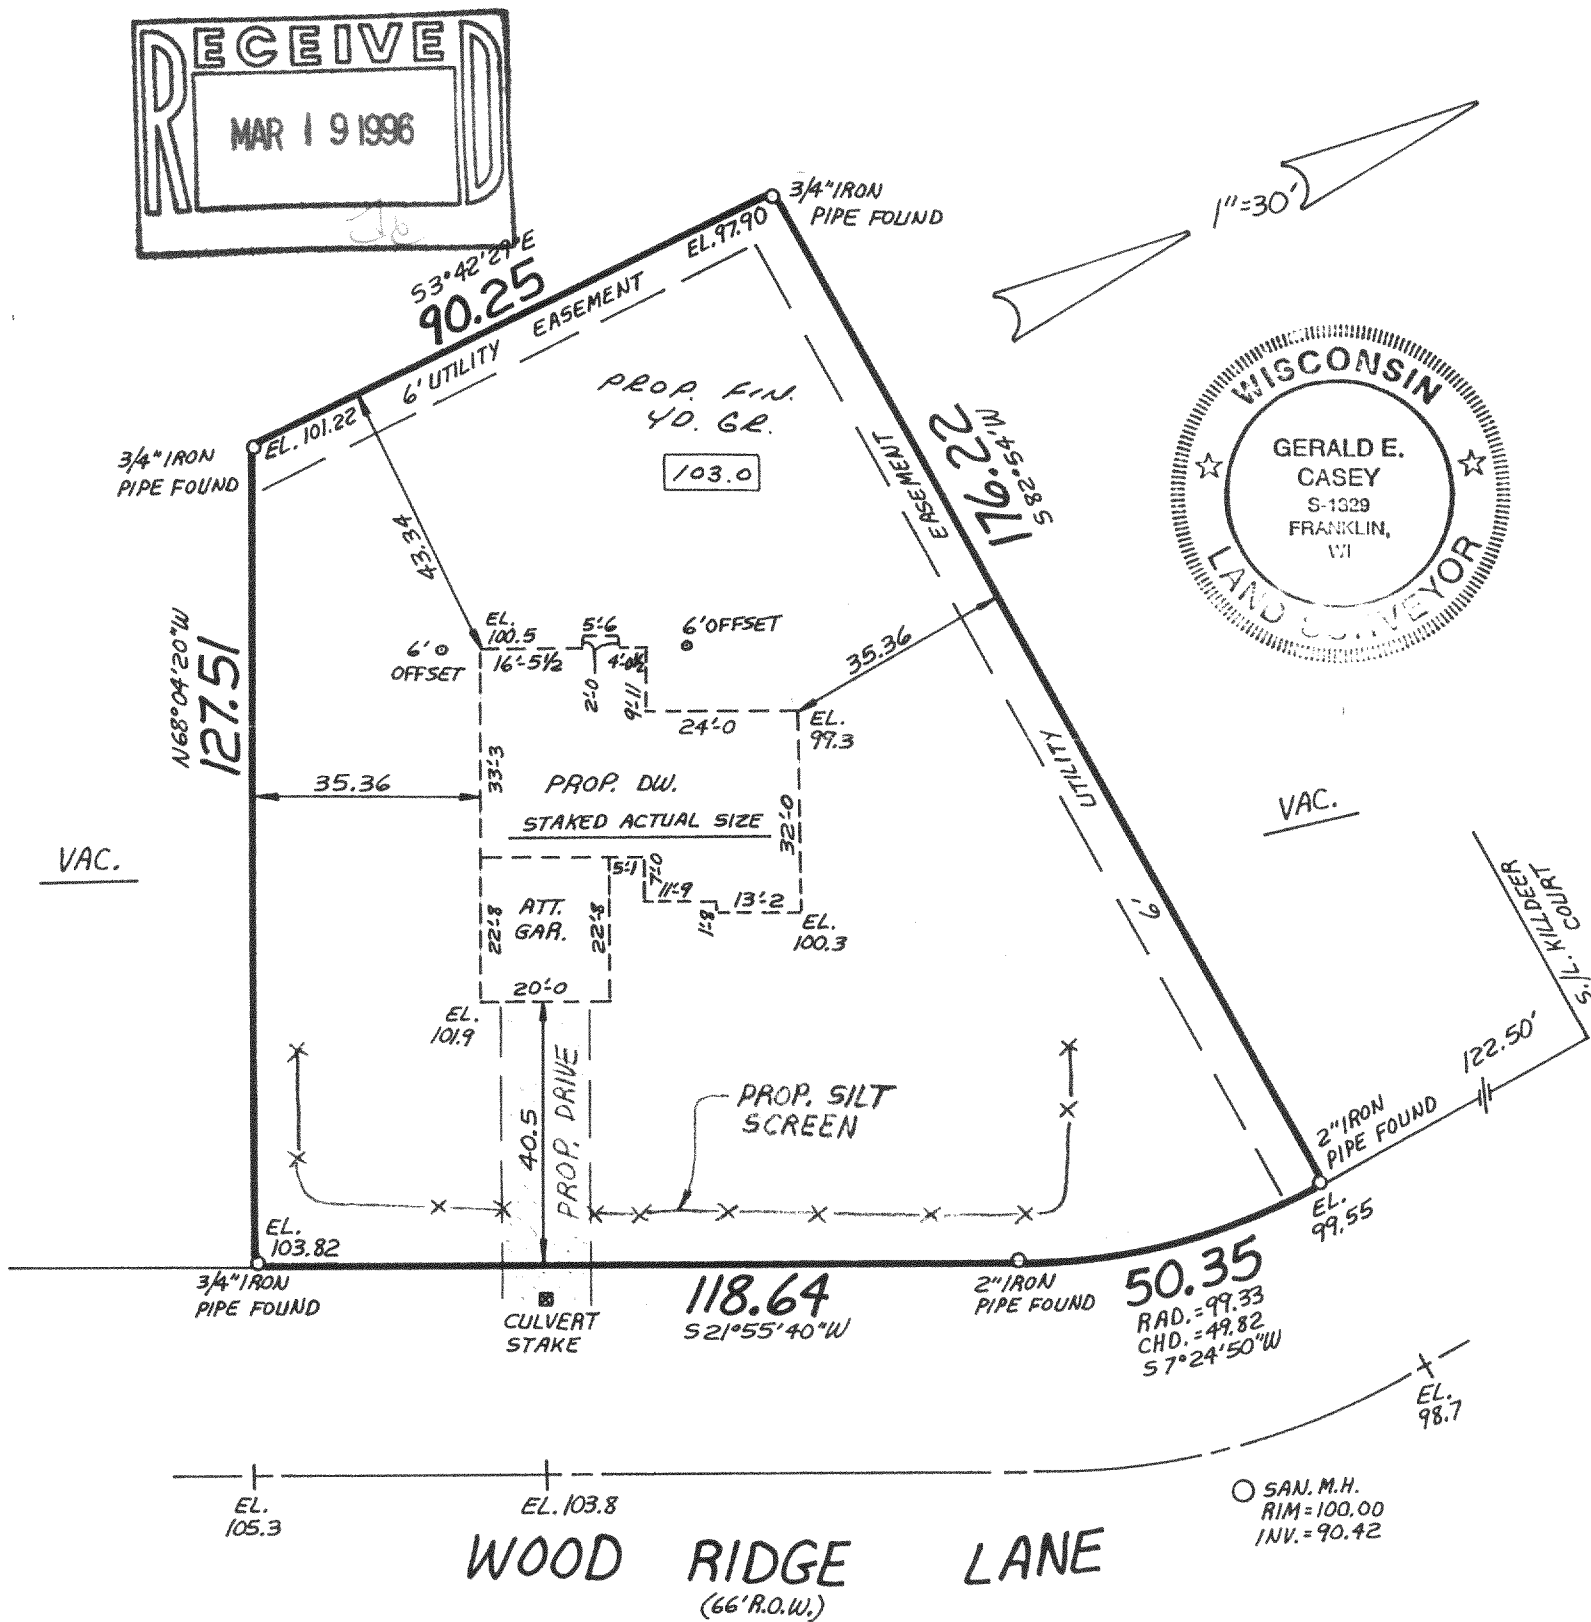 RECEIVED
MAR 19 1996
3/4" IRON
PIPE FOUND
1"=30'
S3°42'29"E
90.25
EL. 97.90
6' UTILITY EASEMENT
EL. 101.22
3/4" IRON
PIPE FOUND
PROP. FIN.
YD. GR.
103.0
EASEMENT
176.22
S82°54'W
WISCONSIN
GERALD E.
CASEY
S-1329
FRANKLIN,
WI
LAND SURVEYOR
43.34
N68°04'20"W
127.51
EL.
100.5
6'
OFFSET
16'-5½
5'-6
2'-0
4'-0½
9'-11
6' OFFSET
35.36
24'-0
EL.
99.3
35.36
33'-3
PROP. DW.
STAKED ACTUAL SIZE
32'-0
UTILITY
6'
VAC.
VAC.
S./L. KILLDEER
COURT
ATT.
GAR.
22'-8
22'-8
5'-1
7'-0
11'-9
1'-8
13'-2
EL.
100.3
20'-0
EL.
101.9
40.5
PROP. DRIVE
PROP. SILT
SCREEN
122.50'
2" IRON
PIPE FOUND
EL.
99.55
EL.
103.82
3/4" IRON
PIPE FOUND
CULVERT
STAKE
118.64
S21°55'40"W
2" IRON
PIPE FOUND
50.35
RAD.=99.33
CHD.=49.82
S7°24'50"W
EL.
98.7
EL.
105.3
EL. 103.8
SAN. M.H.
RIM=100.00
INV.=90.42
WOOD RIDGE LANE
(66' R.O.W.)